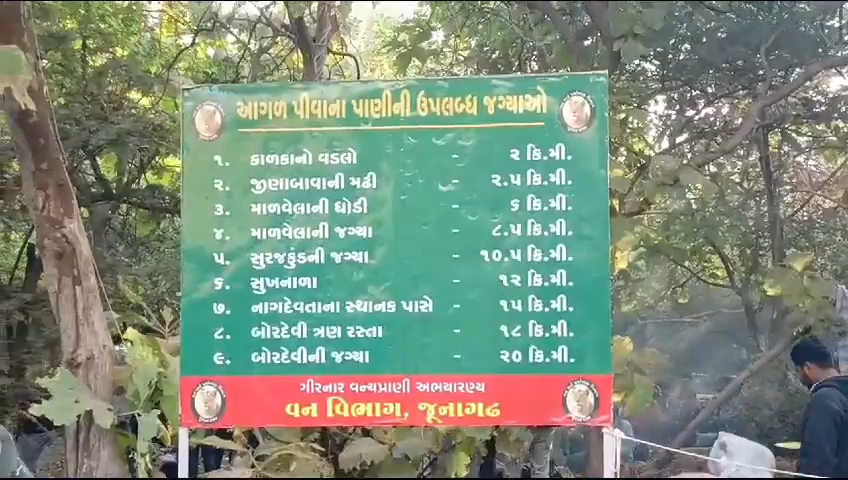 આગળ પીવાના પાણીની ઉપલબ્ધ જગ્યાઓ
૧. કાળકાનો વડલો - ૨ કિ.મી.
૨. જીણાબાવાની મઢી - ૨.૫ કિ.મી.
૩. માળવેલાની ઘોડી - ૬ કિ.મી.
૪. માળવેલાની જગ્યા - ૮.૫ કિ.મી.
૫. સુરજકુંડની જગ્યા - ૧૦.૫ કિ.મી.
૬. સુખનાળા - ૧૨ કિ.મી.
૭. નાગદેવતાના સ્થાનક પાસે - ૧૫ કિ.મી.
૮. બોરદેવી ત્રણ રસ્તા - ૧૮ કિ.મી.
૯. બોરદેવીની જગ્યા - ૨૦ કિ.મી.
ગીરનાર વન્યપ્રાણી અભયારણ્ય
વન વિભાગ, જૂનાગઢ